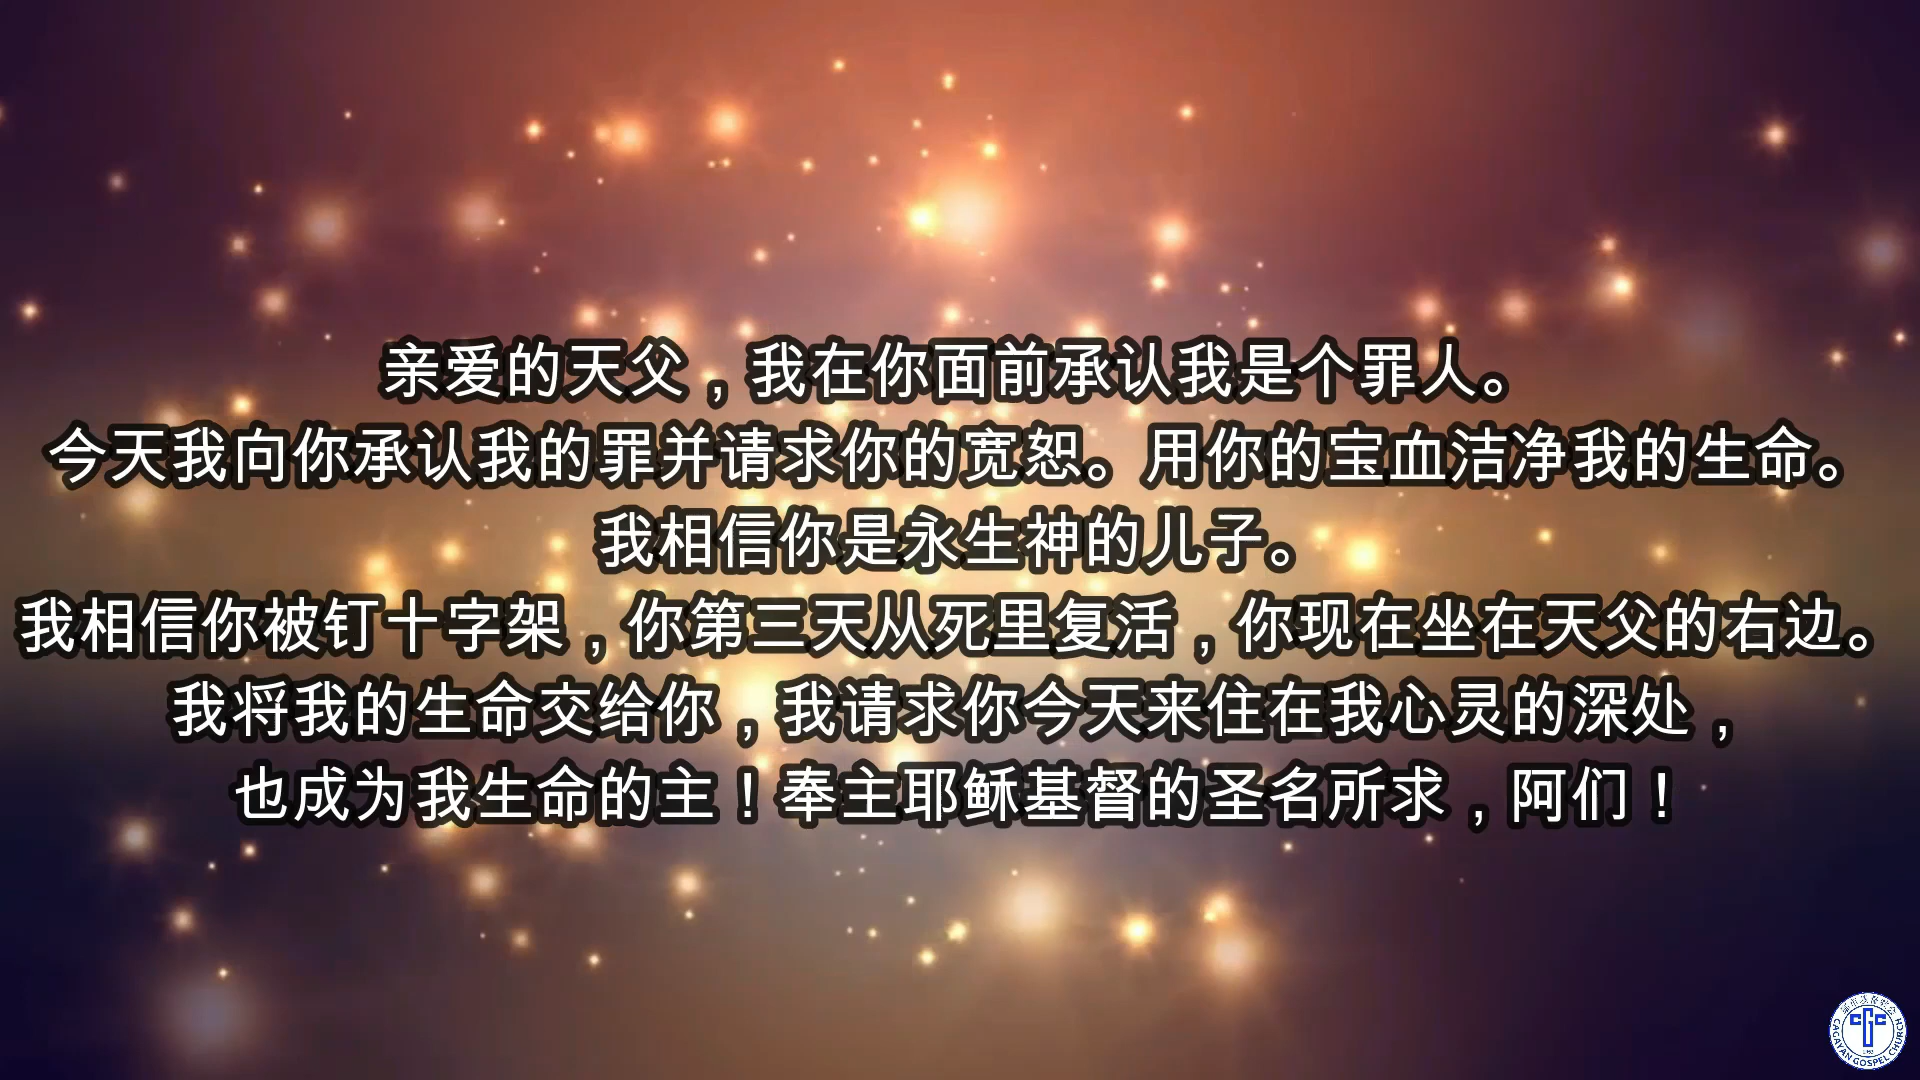 亲爱的天父，我在你面前承认我是个罪人。
今天我向你承认我的罪并请求你的宽恕。用你的宝血洁净我的生命。
我相信你是永生神的儿子。
我相信你被钉十字架，你第三天从死里复活，你现在坐在天父的右边。
我将我的生命交给你，我请求你今天来住在我心灵的深处，
也成为我生命的主！奉主耶稣基督的圣名所求，阿们！
CGC
CAGAYAN GOSPEL CHURCH